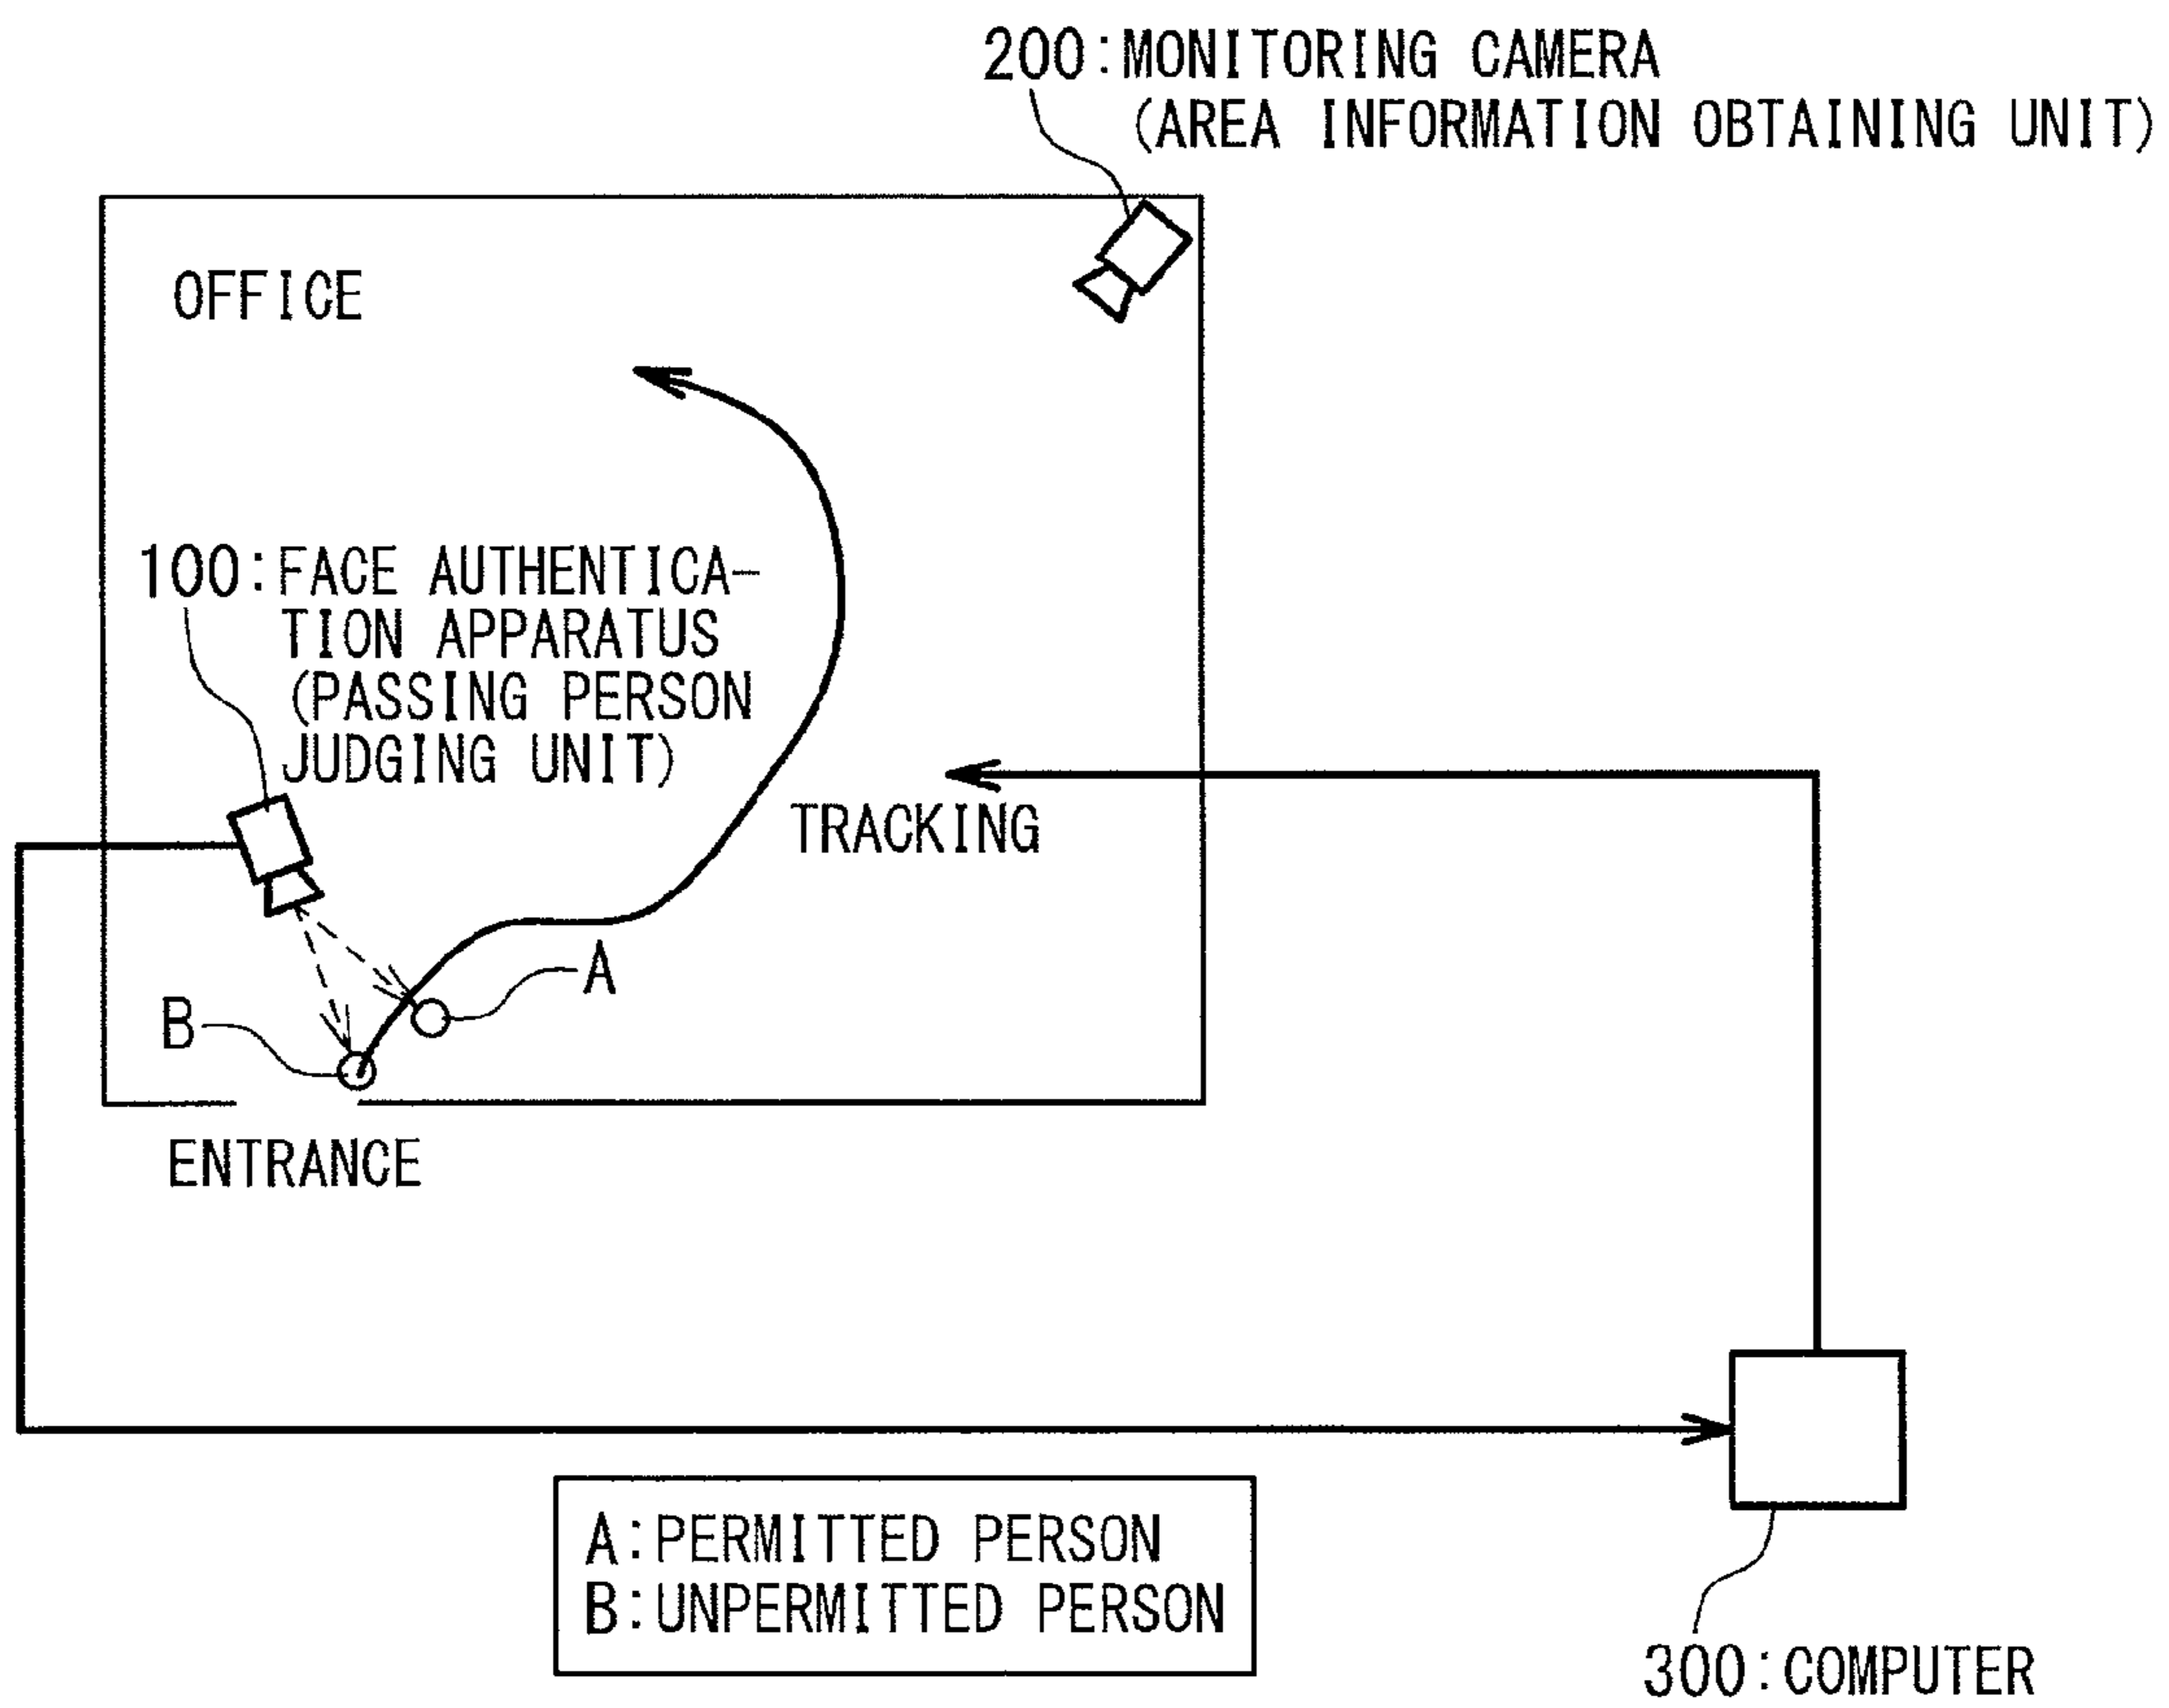 200:MONITORING CAMERA
(AREA INFORMATION OBTAINING UNIT)
OFFICE
100:FACE AUTHENTICA-
TION APPARATUS
(PASSING PERSON
JUDGING UNIT)
TRACKING
A
B
ENTRANCE
A:PERMITTED PERSON
B:UNPERMITTED PERSON
300:COMPUTER